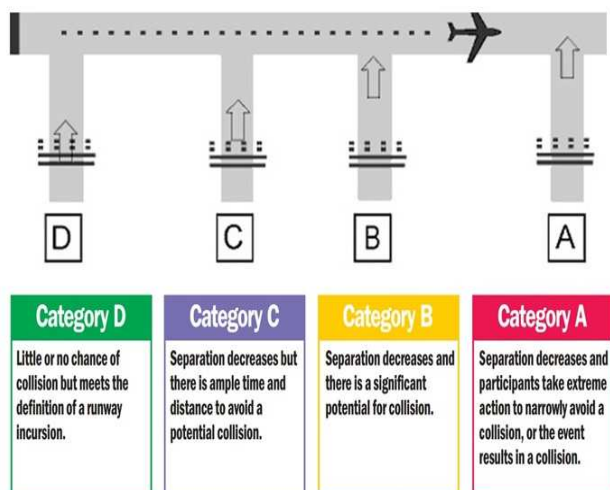 D
C
B
A
Category D
Little or no chance of
collision but meets the
definition of a runway
incursion.
Category C
Separation decreases but
there is ample time and
distance to avoid a
potential collision.
Category B
Separation decreases and
there is a significant
potential for collision.
Category A
Separation decreases and
participants take extreme
action to narrowly avoid a
collision, or the event
results in a collision.